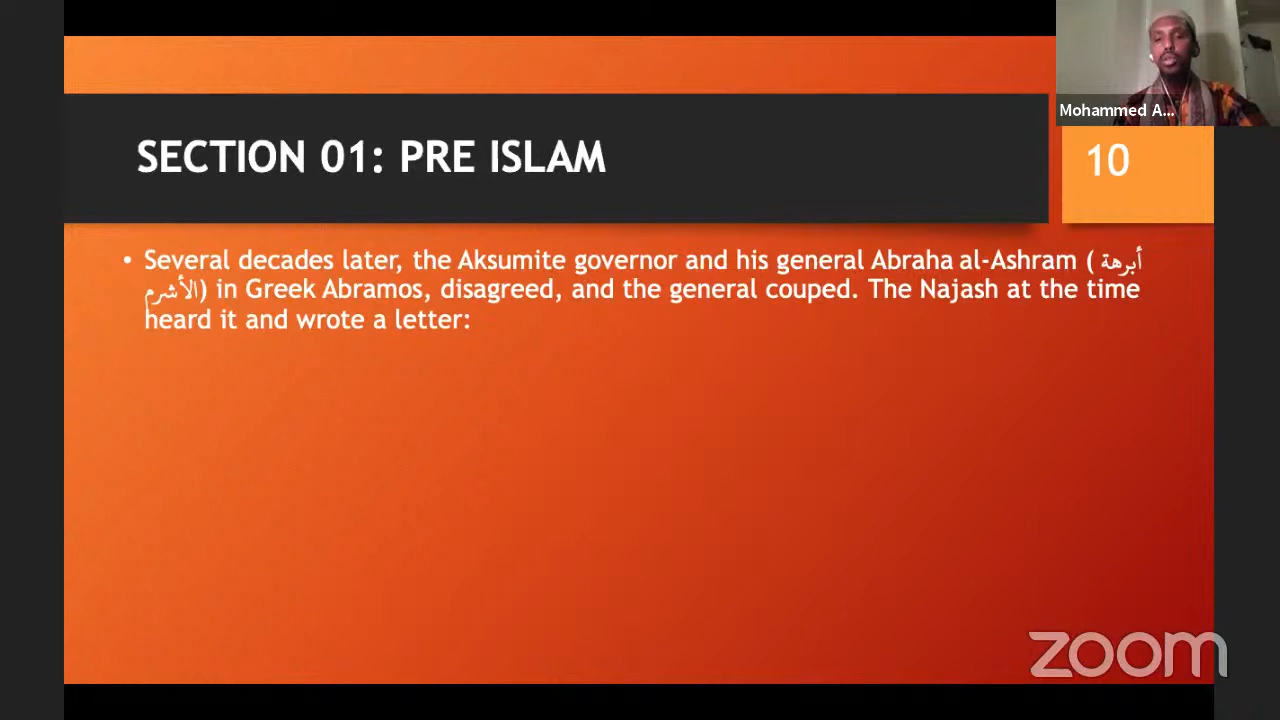 Mohammed A...
SECTION 01: PRE ISLAM
10
• Several decades later, the Aksumite governor and his general Abraha al-Ashram ( أبرهة
الأشرم) in Greek Abramos, disagreed, and the general couped. The Najash at the time
heard it and wrote a letter:
zoom